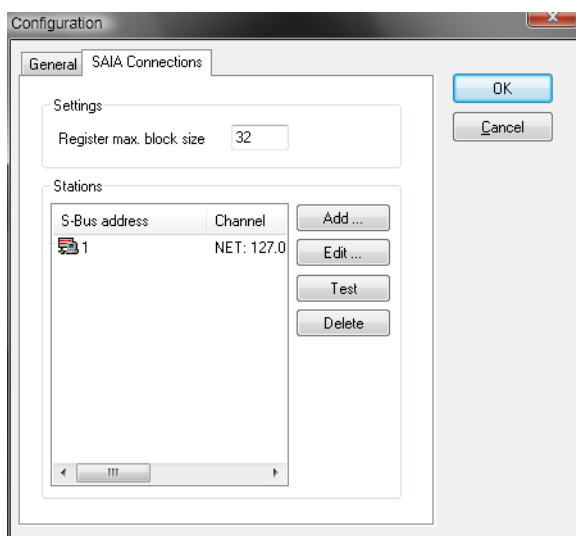 Configuration
General
SAIA Connections
OK
Cancel
Settings
Register max. block size
32
Stations
S-Bus address
Channel
1
NET: 127.0
Add ...
Edit ...
Test
Delete